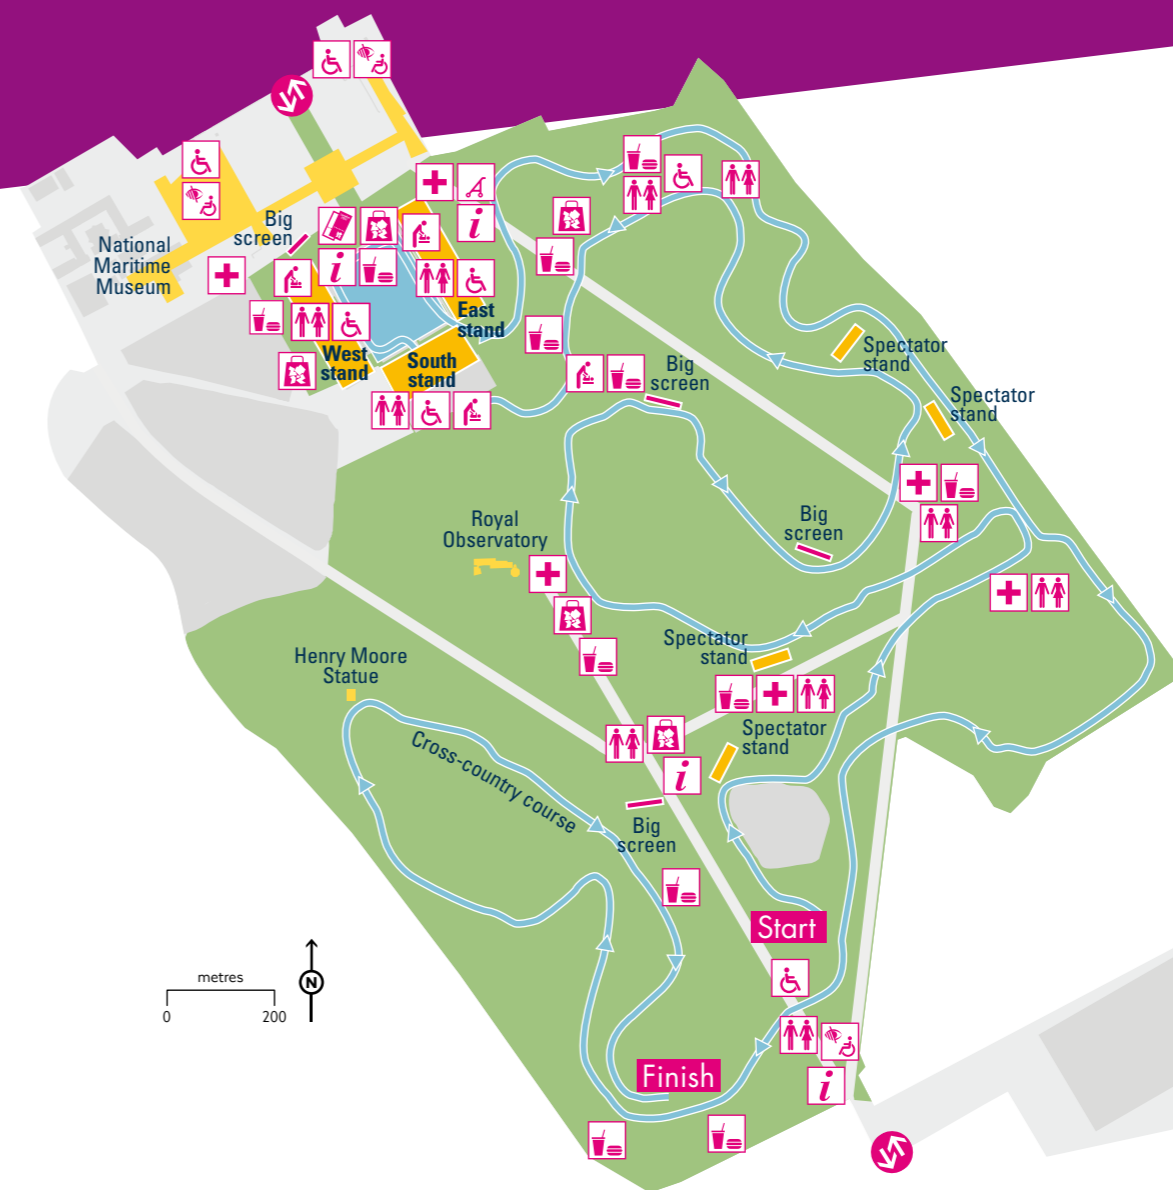 National
Maritime
Museum
Big
screen
i
i
East
stand
West
stand
South
stand
Big
screen
Spectator
stand
Spectator
stand
Royal
Observatory
Big
screen
Henry Moore
Statue
Spectator
stand
Spectator
stand
i
Cross-country course
Big
screen
Start
metres
0 200
N
Finish
i